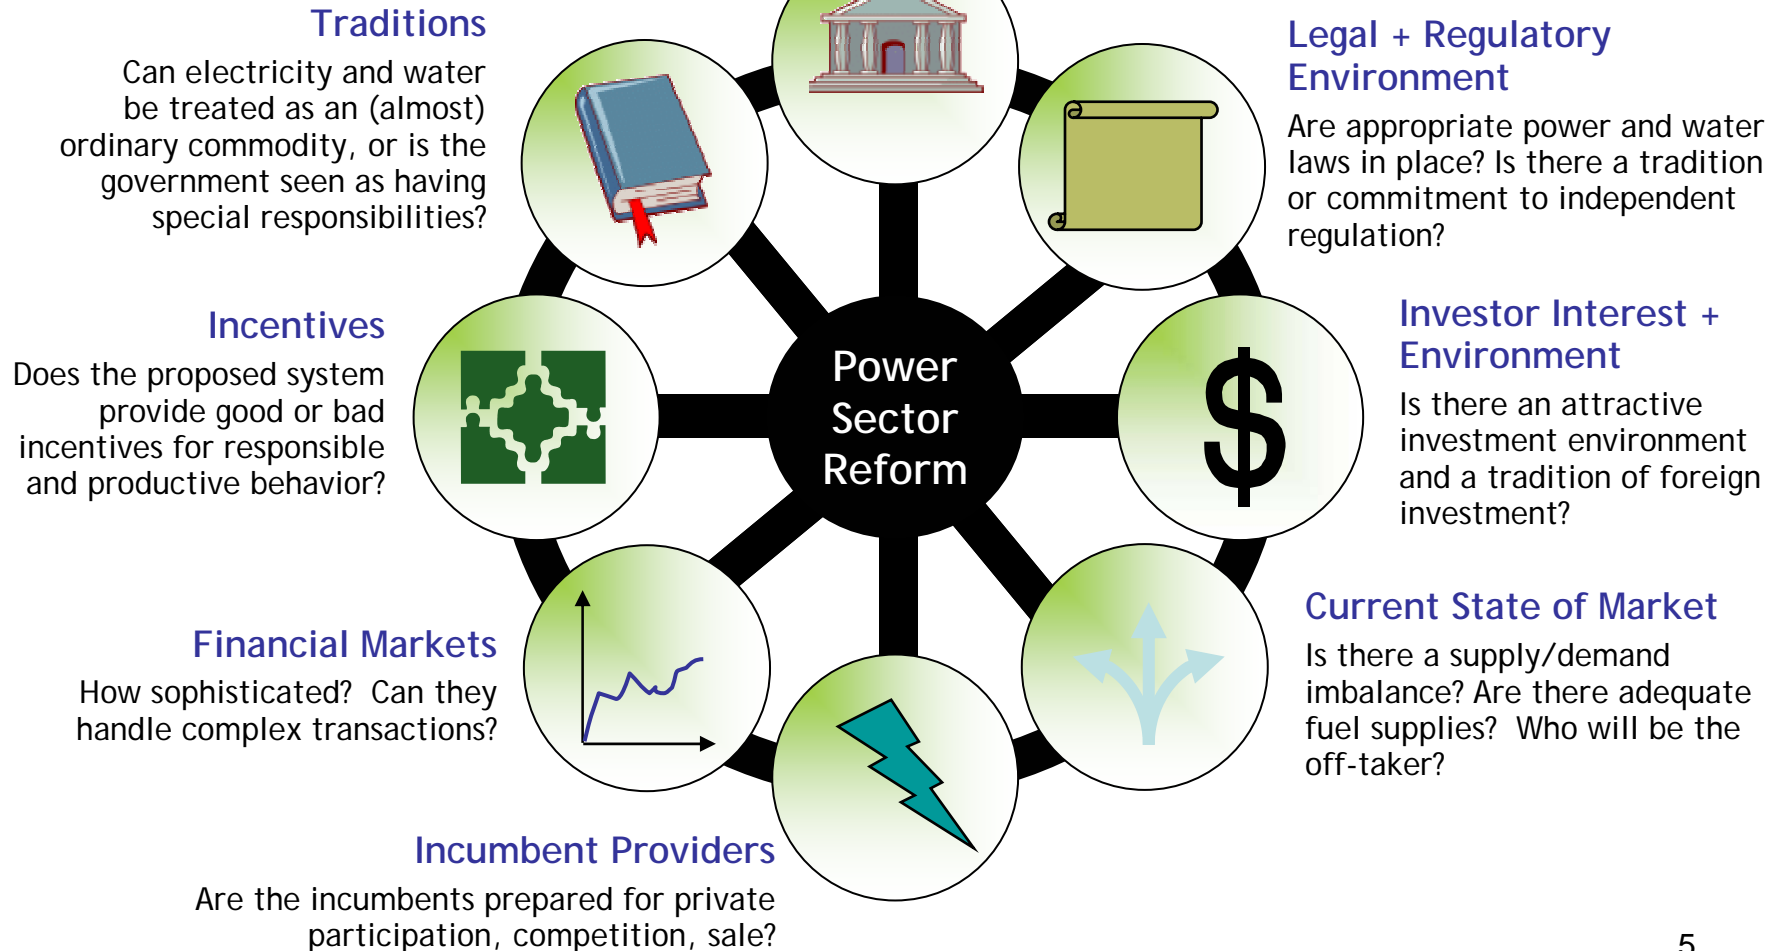 Traditions
Can electricity and water
be treated as an (almost)
ordinary commodity, or is the
government seen as having
special responsibilities?
Legal + Regulatory
Environment
Are appropriate power and water
laws in place? Is there a tradition
or commitment to independent
regulation?
Incentives
Does the proposed system
provide good or bad
incentives for responsible
and productive behavior?
Power
Sector
Reform
$
Investor Interest +
Environment
Is there an attractive
investment environment
and a tradition of foreign
investment?
Financial Markets
How sophisticated?  Can they
handle complex transactions?
Current State of Market
Is there a supply/demand
imbalance? Are there adequate
fuel supplies?  Who will be the
off-taker?
Incumbent Providers
Are the incumbents prepared for private
participation, competition, sale?
5